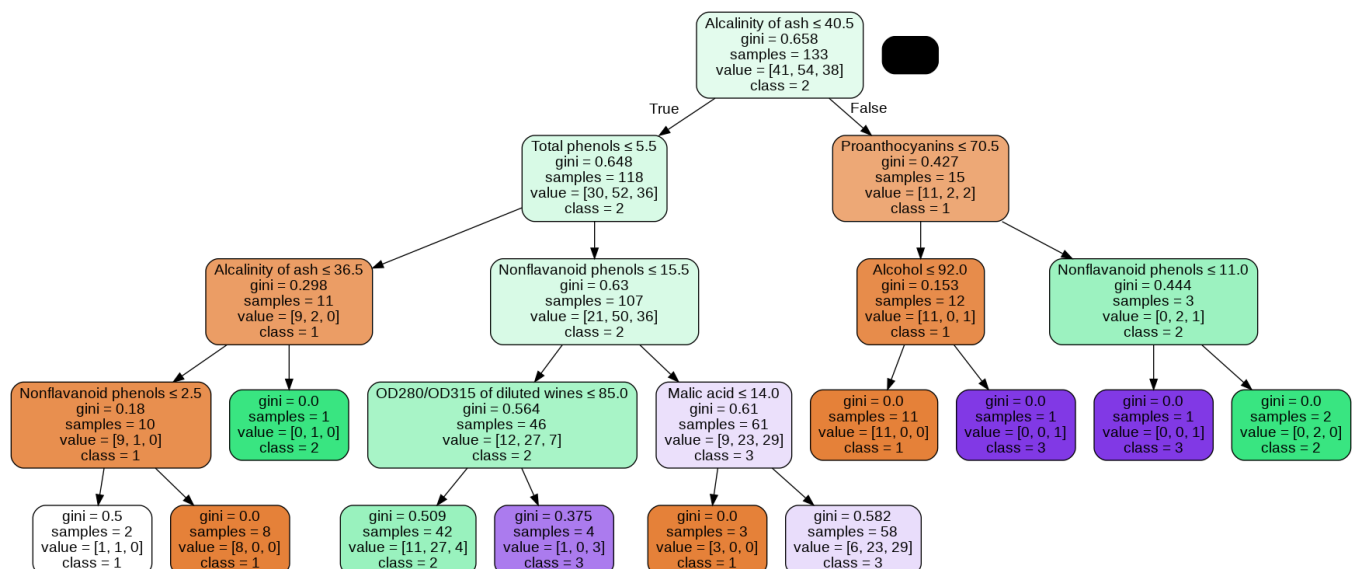 Alcalinity of ash ≤ 40.5
gini = 0.658
samples = 133
value = [41, 54, 38]
class = 2
True
False
Total phenols ≤ 5.5
gini = 0.648
samples = 118
value = [30, 52, 36]
class = 2
Proanthocyanins ≤ 70.5
gini = 0.427
samples = 15
value = [11, 2, 2]
class = 1
Alcalinity of ash ≤ 36.5
gini = 0.298
samples = 11
value = [9, 2, 0]
class = 1
Nonflavanoid phenols ≤ 15.5
gini = 0.63
samples = 107
value = [21, 50, 36]
class = 2
Alcohol ≤ 92.0
gini = 0.153
samples = 12
value = [11, 0, 1]
class = 1
Nonflavanoid phenols ≤ 11.0
gini = 0.444
samples = 3
value = [0, 2, 1]
class = 2
Nonflavanoid phenols ≤ 2.5
gini = 0.18
samples = 10
value = [9, 1, 0]
class = 1
gini = 0.0
samples = 1
value = [0, 1, 0]
class = 2
OD280/OD315 of diluted wines ≤ 85.0
gini = 0.564
samples = 46
value = [12, 27, 7]
class = 2
Malic acid ≤ 14.0
gini = 0.61
samples = 61
value = [9, 23, 29]
class = 3
gini = 0.0
samples = 11
value = [11, 0, 0]
class = 1
gini = 0.0
samples = 1
value = [0, 0, 1]
class = 3
gini = 0.0
samples = 1
value = [0, 0, 1]
class = 3
gini = 0.0
samples = 2
value = [0, 2, 0]
class = 2
gini = 0.5
samples = 2
value = [1, 1, 0]
class = 1
gini = 0.0
samples = 8
value = [8, 0, 0]
class = 1
gini = 0.509
samples = 42
value = [11, 27, 4]
class = 2
gini = 0.375
samples = 4
value = [1, 0, 3]
class = 3
gini = 0.0
samples = 3
value = [3, 0, 0]
class = 1
gini = 0.582
samples = 58
value = [6, 23, 29]
class = 3